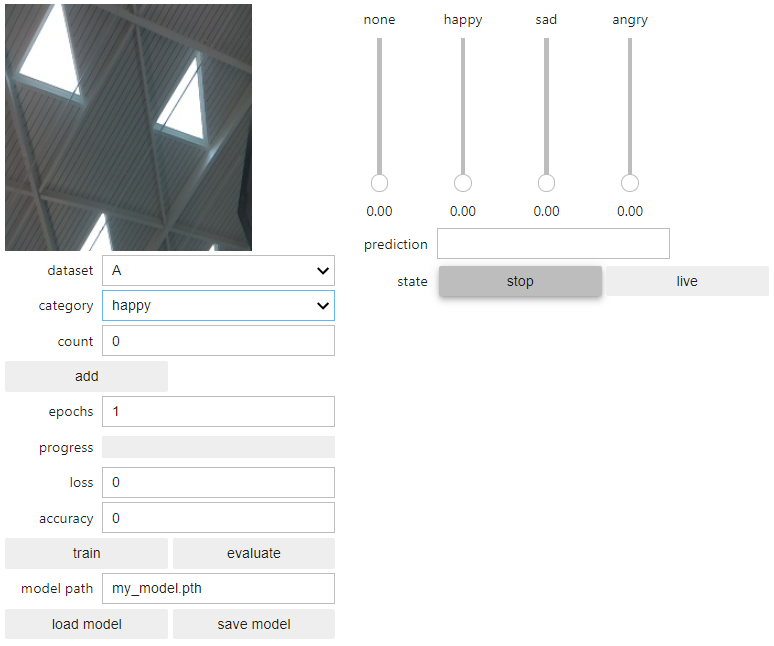 none happy sad angry
0.00 0.00 0.00 0.00
prediction
state stop live
dataset A
category happy
count 0
add
epochs 1
progress
loss 0
accuracy 0
train evaluate
model path my_model.pth
load model save model